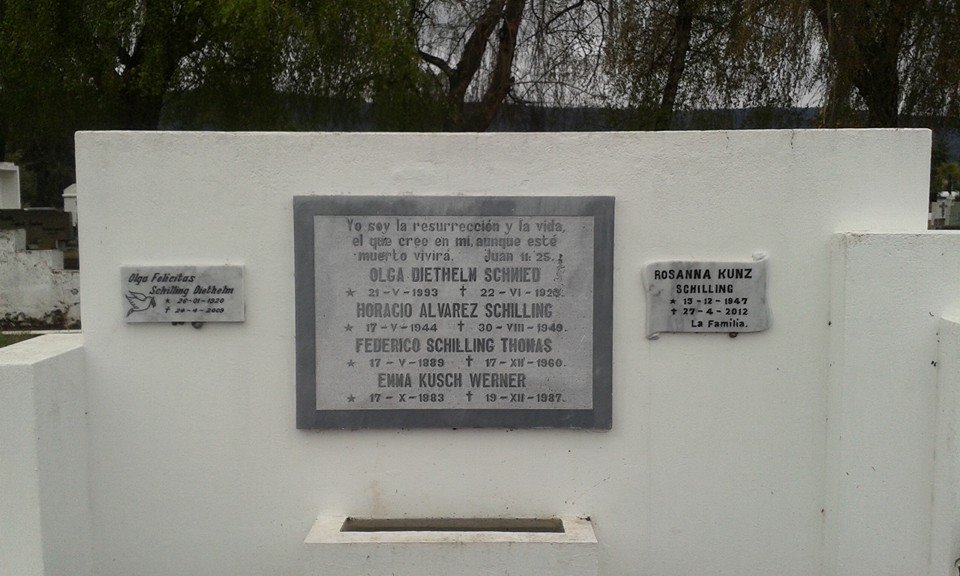 Olga Felicitas
Schilling Diethelm
* 26-01-1920
† 29-4-2009
Yo soy la resurrección y la vida,
el que cree en mi, aunque esté
muerto vivirá. Juan 11: 25.
OLGA DIETHELM SCHMIED
* 21-V-1993 † 22-VI-1923
HORACIO ALVAREZ SCHILLING
* 17-V-1944 † 30-VIII-1949.
FEDERICO SCHILLING THOMAS
* 17-V-1889 † 17-XII-1960.
EMMA KUSCH WERNER
* 17-X-1883 † 19-XII-1987.
ROSANNA KUNZ
SCHILLING
* 13-12-1947
† 27-4-2012
La Familia.